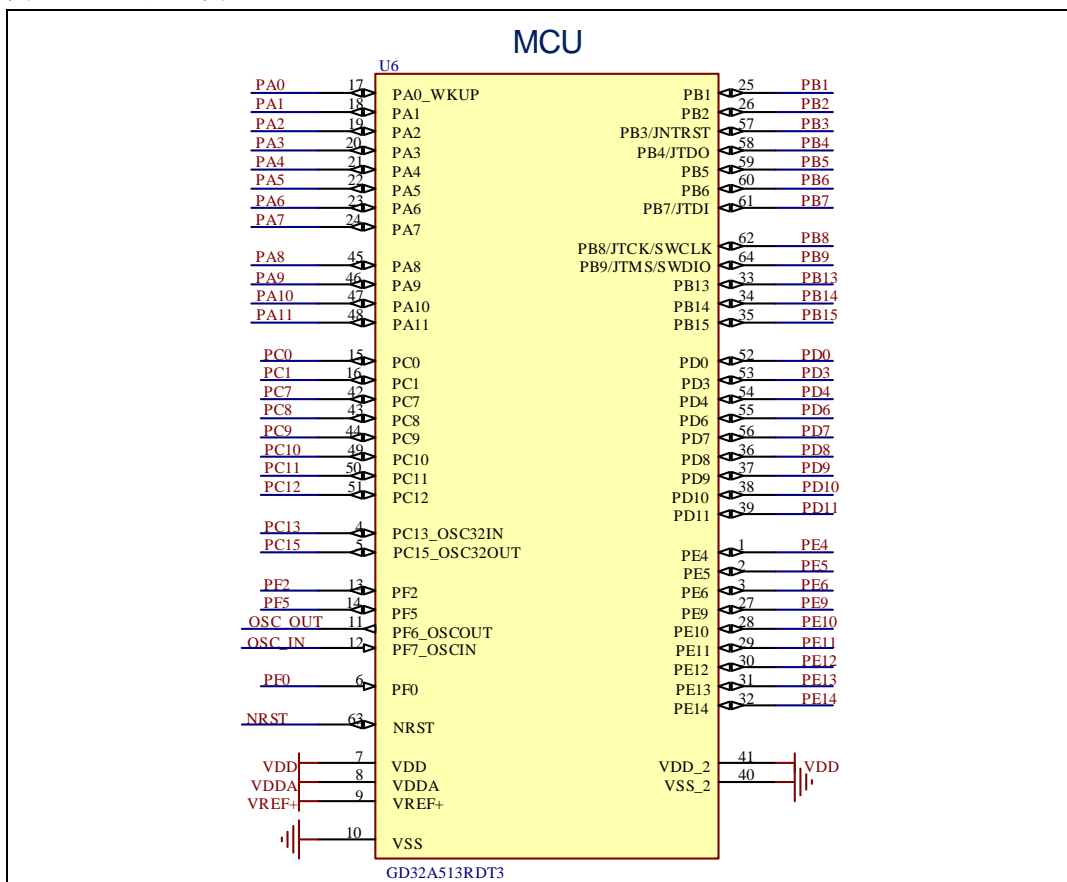 MCU
U6
PA0 17 PA0_WKUP PB1 25 PB1
PA1 18 PA1 PB2 26 PB2
PA2 19 PA2 PB3/JNTRST 57 PB3
PA3 20 PA3 PB4/JTDO 58 PB4
PA4 21 PA4 PB5 59 PB5
PA5 22 PA5 PB6 60 PB6
PA6 23 PA6 PB7/JTDI 61 PB7
PA7 24 PA7
PB8/JTCK/SWCLK 62 PB8
PA8 45 PA8 PB9/JTMS/SWDIO 64 PB9
PA9 46 PA9 PB13 33 PB13
PA10 47 PA10 PB14 34 PB14
PA11 48 PA11 PB15 35 PB15
PC0 15 PC0 PD0 52 PD0
PC1 16 PC1 PD3 53 PD3
PC7 42 PC7 PD4 54 PD4
PC8 43 PC8 PD6 55 PD6
PC9 44 PC9 PD7 56 PD7
PC10 49 PC10 PD8 36 PD8
PC11 50 PC11 PD9 37 PD9
PC12 51 PC12 PD10 38 PD10
PD11 39 PD11
PC13 4 PC13_OSC32IN
PC15 5 PC15_OSC32OUT PE4 1 PE4
PE5 2 PE5
PF2 13 PF2 PE6 3 PE6
PF5 14 PF5 PE9 27 PE9
OSC_OUT 11 PF6_OSCOUT PE10 28 PE10
OSC_IN 12 PF7_OSCIN PE11 29 PE11
PE12 30 PE12
PF0 6 PF0 PE13 31 PE13
PE14 32 PE14
NRST 63 NRST
VDD 7 VDD VDD_2 41 VDD
VDDA 8 VDDA VSS_2 40
VREF+ 9 VREF+
10 VSS
GD32A513RDT3